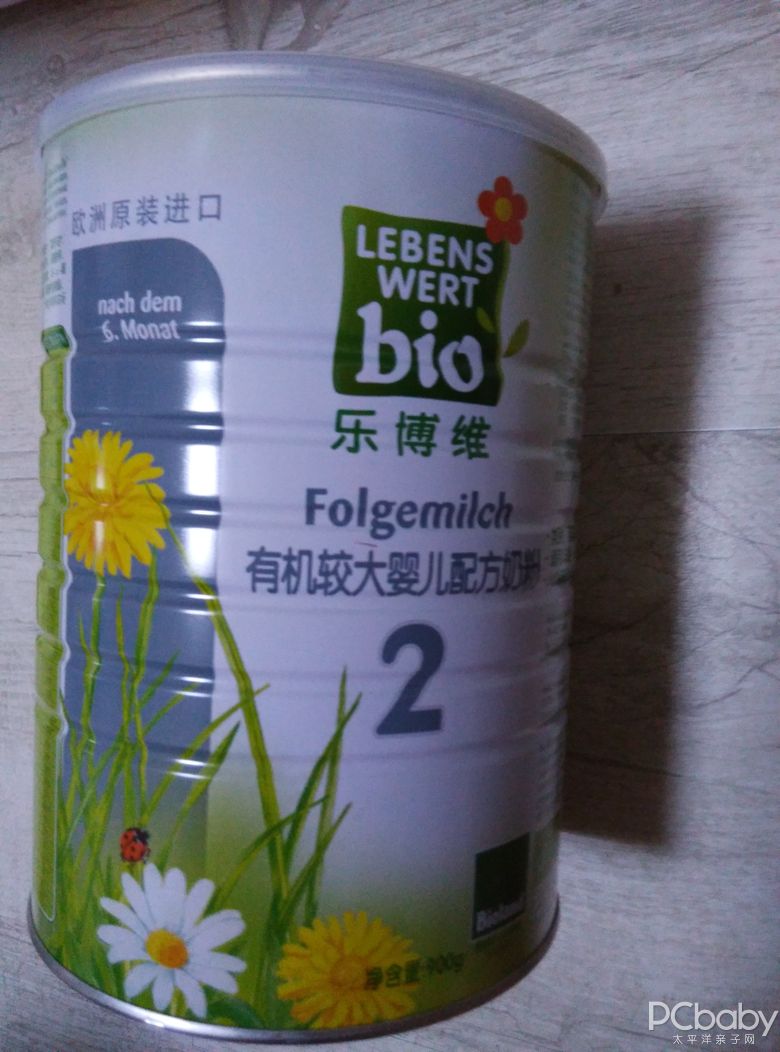 欧洲原装进口
nach dem
6. Monat
LEBENS
WERT
bio
乐博维
Folgemilch
有机较大婴儿配方奶粉
2
Bioland
净含量:900g
PCbaby
太平洋亲子网